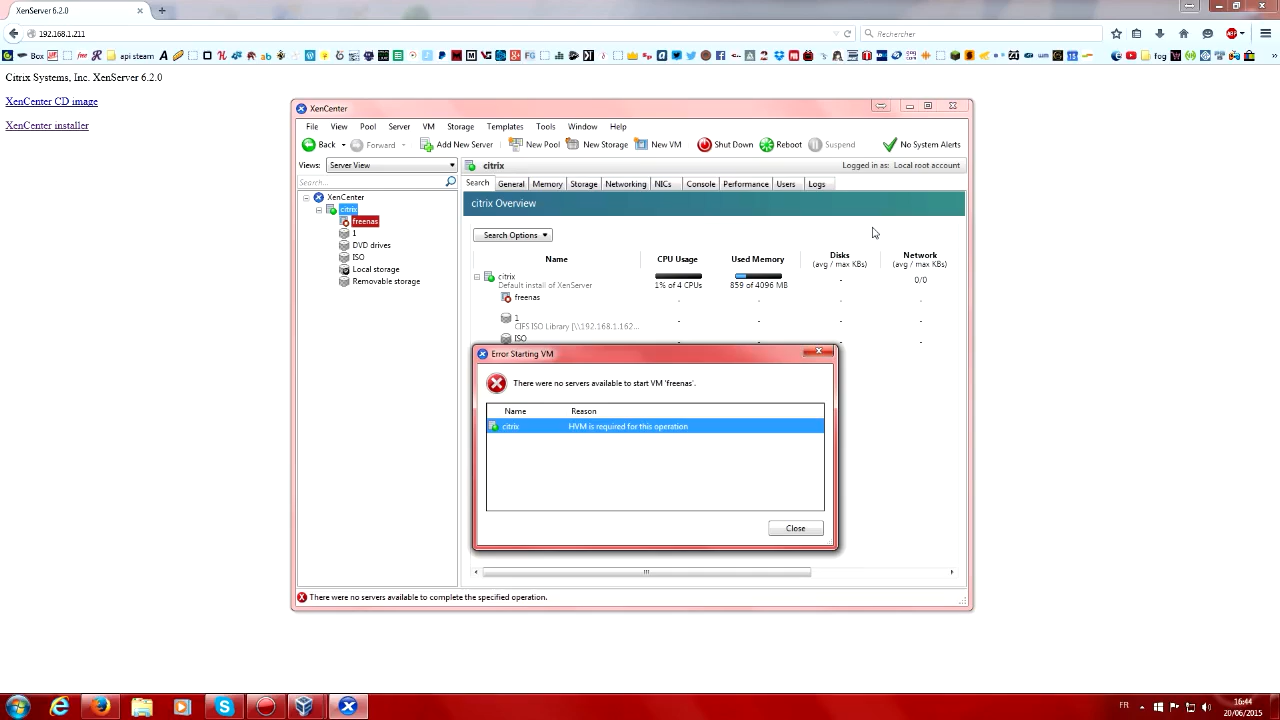 XenServer 6.2.0
192.168.1.211
Rechercher
Box
api steam
FG
fog
Citrix Systems, Inc. XenServer 6.2.0
XenCenter CD image
XenCenter installer
XenCenter
File View Pool Server VM Storage Templates Tools Window Help
Back Forward Add New Server New Pool New Storage New VM Shut Down Reboot Suspend No System Alerts
Views: Server View
citrix
Logged in as: Local root account
Search...
Search General Memory Storage Networking NICs Console Performance Users Logs
XenCenter
citrix
freenas
1
DVD drives
ISO
Local storage
Removable storage
citrix Overview
Search Options
Name CPU Usage Used Memory Disks Network
(avg / max KBs) (avg / max KBs)
citrix
Default install of XenServer
1% of 4 CPUs 859 of 4096 MB - 0/0
freenas - - - -
1
CIFS ISO Library [\\192.168.1.162... - - - -
ISO
Error Starting VM
There were no servers available to start VM 'freenas'.
Name Reason
citrix HVM is required for this operation
Close
There were no servers available to complete the specified operation.
FR
16:44
20/06/2015